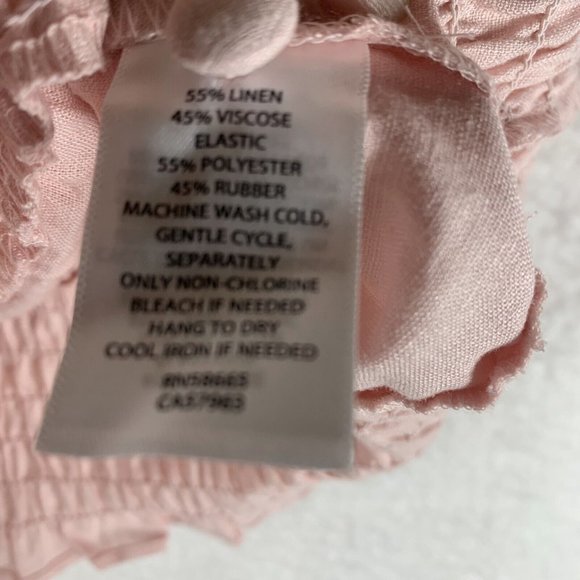 55% LINEN
45% VISCOSE
ELASTIC
55% POLYESTER
45% RUBBER
MACHINE WASH COLD,
GENTLE CYCLE,
SEPARATELY
ONLY NON-CHLORINE
BLEACH IF NEEDED
HANG TO DRY
COOL IRON IF NEEDED